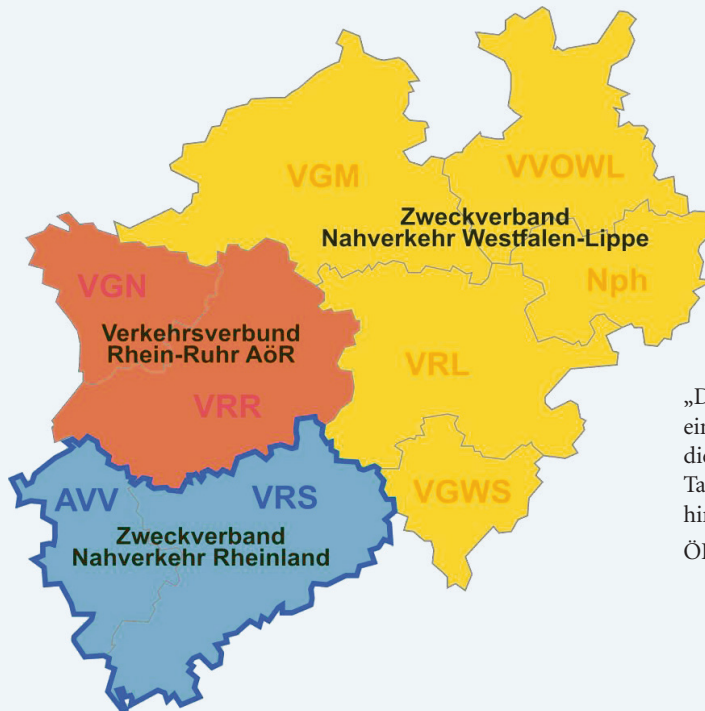 VGM
VVOWL
Zweckverband
Nahverkehr Westfalen-Lippe
Nph
VGN
Verkehrsverbund
Rhein-Ruhr AöR
VRL
VRR
VGWS
AVV
VRS
Zweckverband
Nahverkehr Rheinland